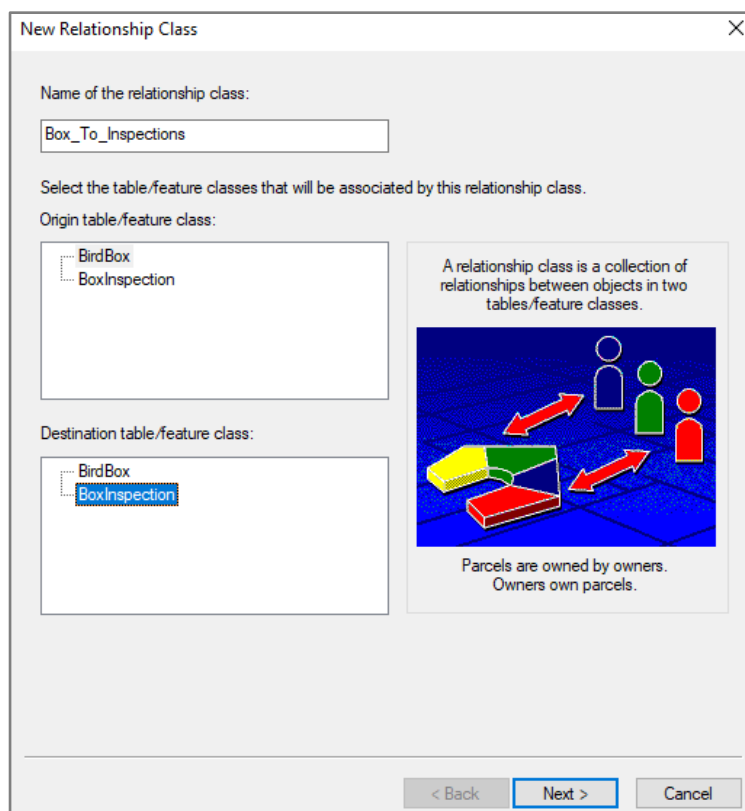 New Relationship Class
Name of the relationship class:
Box_To_Inspections
Select the table/feature classes that will be associated by this relationship class.
Origin table/feature class:
BirdBox
BoxInspection
A relationship class is a collection of
relationships between objects in two
tables/feature classes.
Destination table/feature class:
BirdBox
BoxInspection
Parcels are owned by owners.
Owners own parcels.
< Back
Next >
Cancel